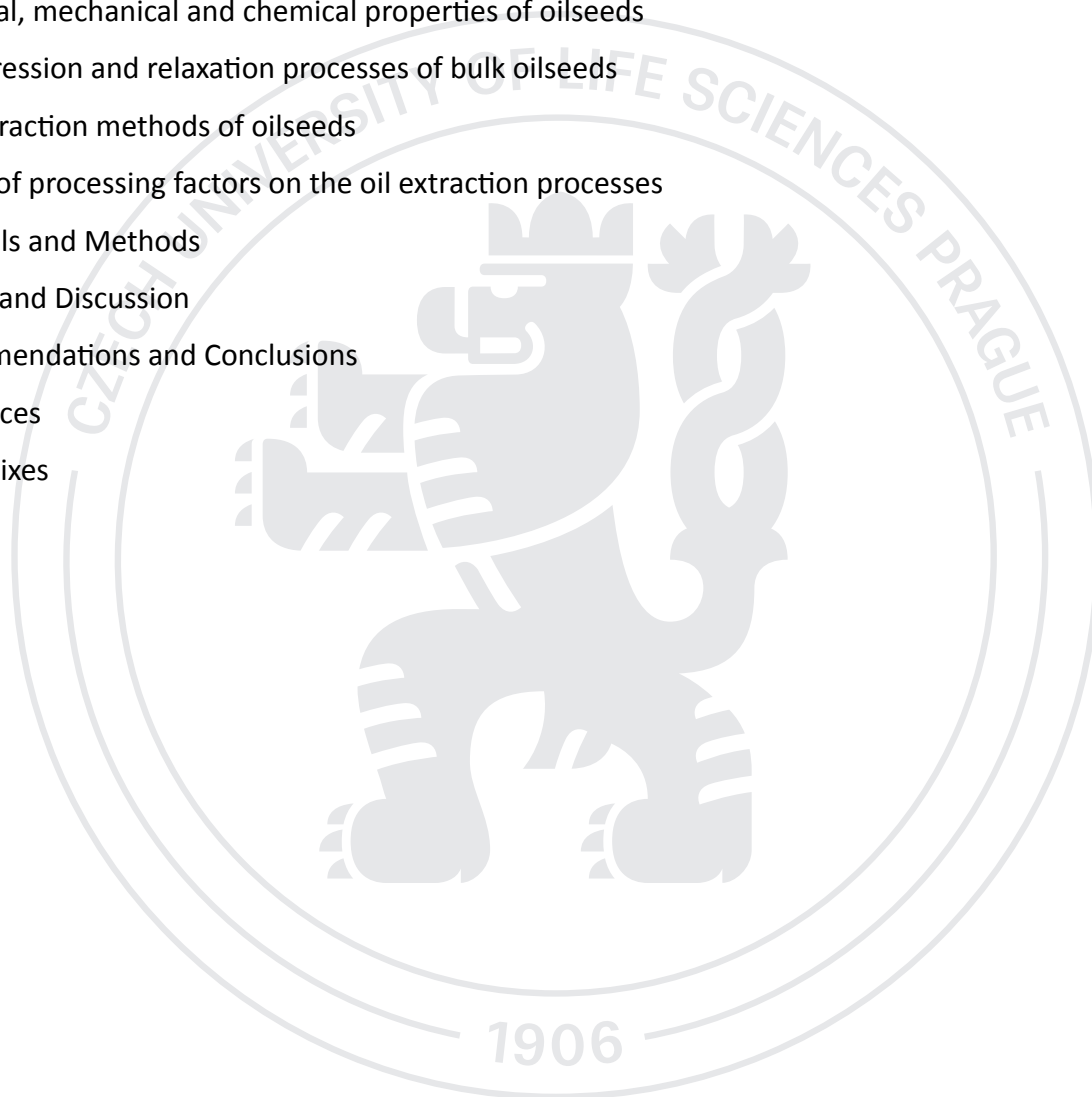 al, mechanical and chemical properties of oilseeds
ression and relaxation processes of bulk oilseeds
raction methods of oilseeds
of processing factors on the oil extraction processes
ls and Methods
and Discussion
mendations and Conclusions
ces
ixes
CZECH UNIVERSITY OF LIFE SCIENCES PRAGUE
1906